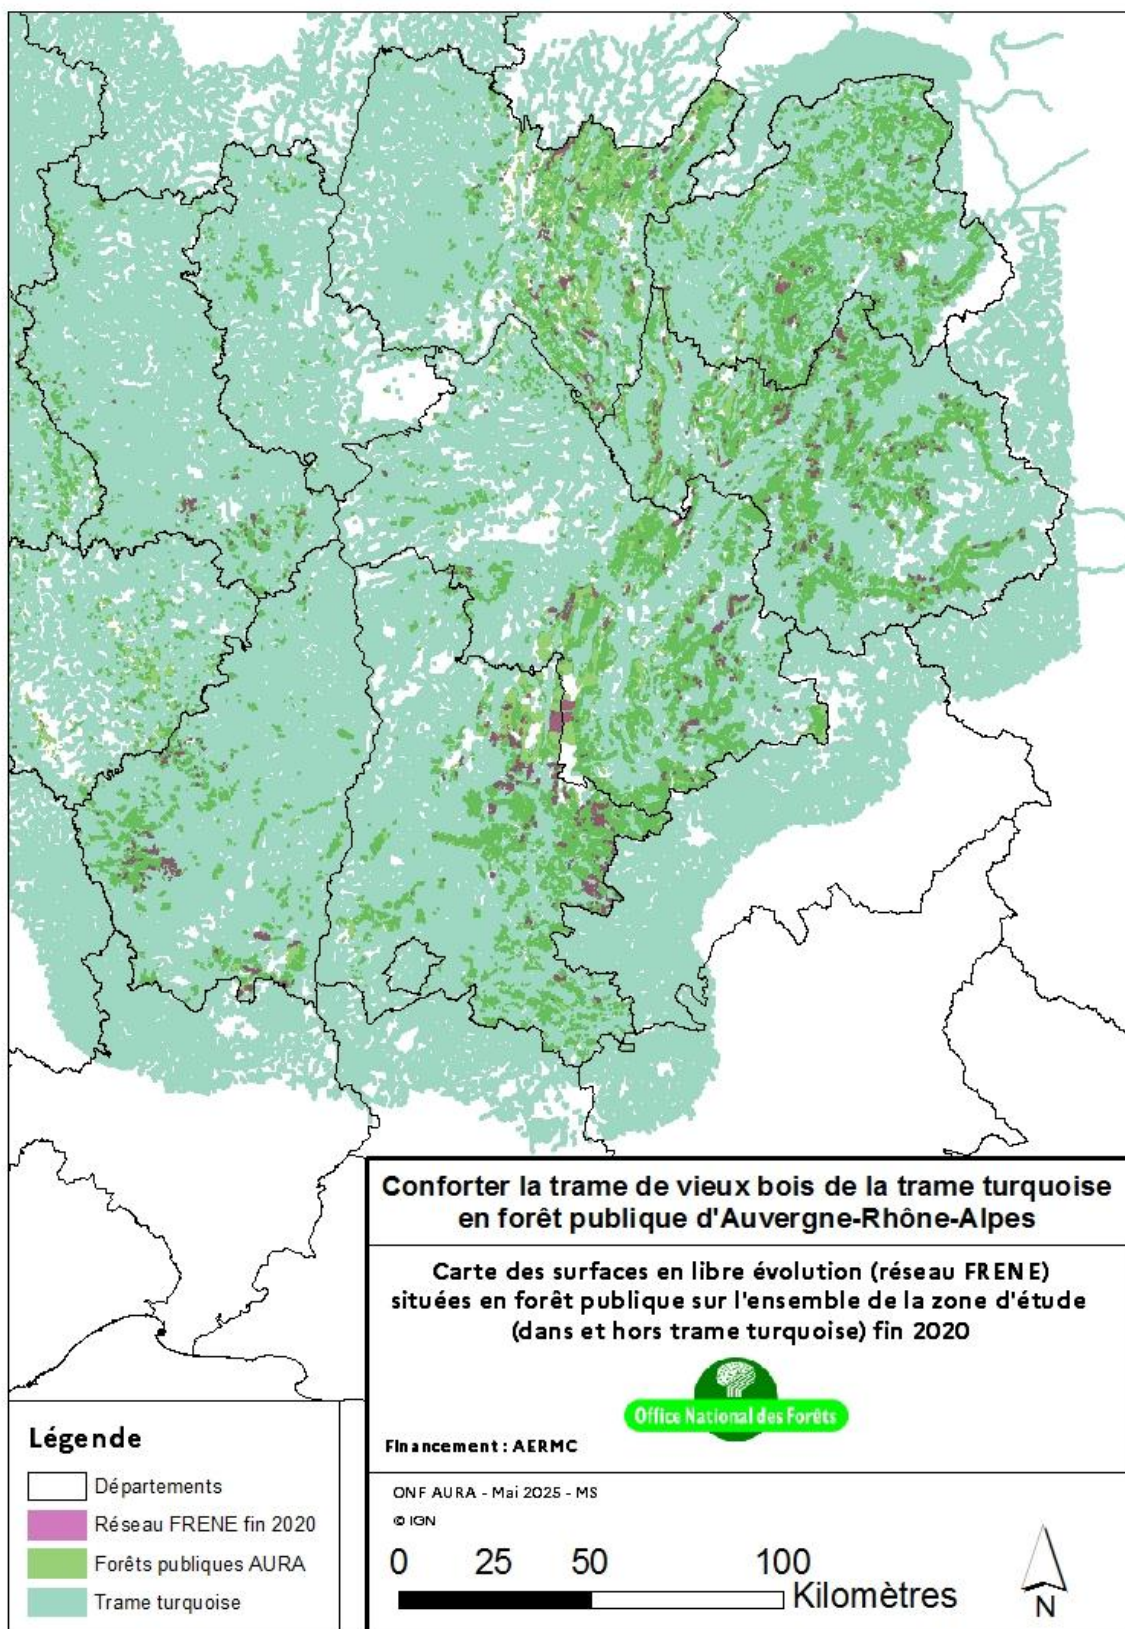 Conforter la trame de vieux bois de la trame turquoise
en forêt publique d'Auvergne-Rhône-Alpes
Carte des surfaces en libre évolution (réseau FRENE)
situées en forêt publique sur l'ensemble de la zone d'étude
(dans et hors trame turquoise) fin 2020
Office National des Forêts
Financement : AERMC
Légende
Départements
Réseau FRENE fin 2020
Forêts publiques AURA
Trame turquoise
ONF AURA - Mai 2025 - MS
© IGN
0 25 50 100
Kilomètres
N